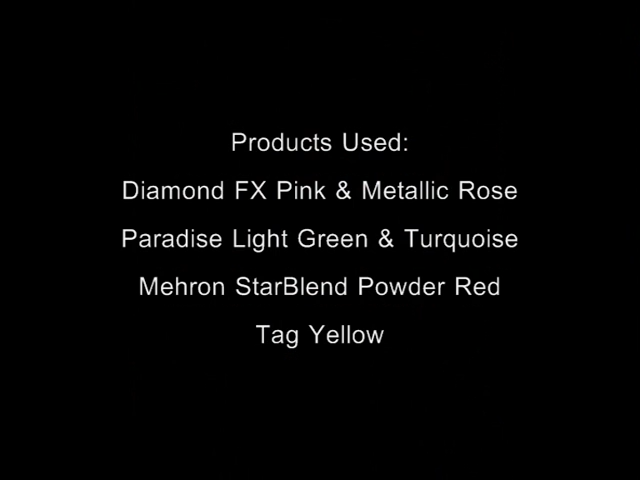 Products Used:
Diamond FX Pink & Metallic Rose
Paradise Light Green & Turquoise
Mehron StarBlend Powder Red
Tag Yellow